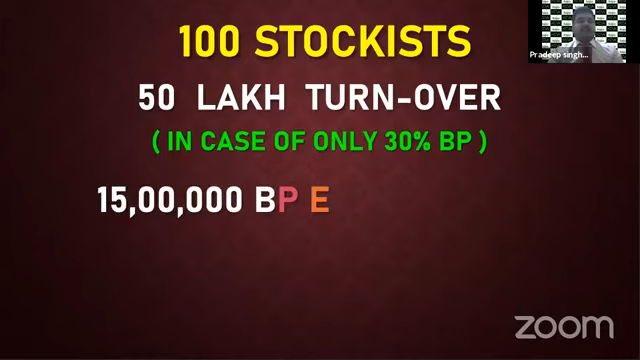 100 STOCKISTS
Pradeep singh...
50 LAKH TURN-OVER
( IN CASE OF ONLY 30% BP )
15,00,000 BP E
zoom